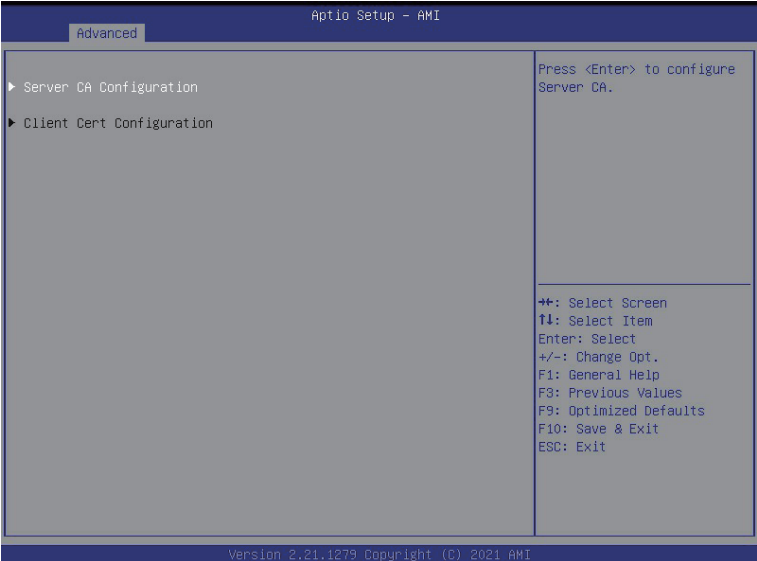 Aptio Setup – AMI
Advanced
Server CA Configuration
Client Cert Configuration
Press <Enter> to configure
Server CA.
→←: Select Screen
↑↓: Select Item
Enter: Select
+/-: Change Opt.
F1: General Help
F3: Previous Values
F9: Optimized Defaults
F10: Save & Exit
ESC: Exit
Version 2.21.1279 Copyright (C) 2021 AMI